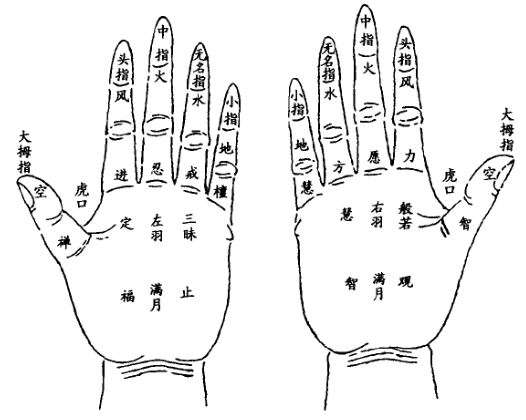 大拇指
空
禅
虎口
头指
风
进
中指
火
忍
无名指
水
戒
小指
地
檀
定
左羽
三昧
福
满月
止
小指
地
慧
无名指
水
方
中指
火
愿
头指
风
力
虎口
大拇指
空
智
慧
右羽
般若
智
满月
观